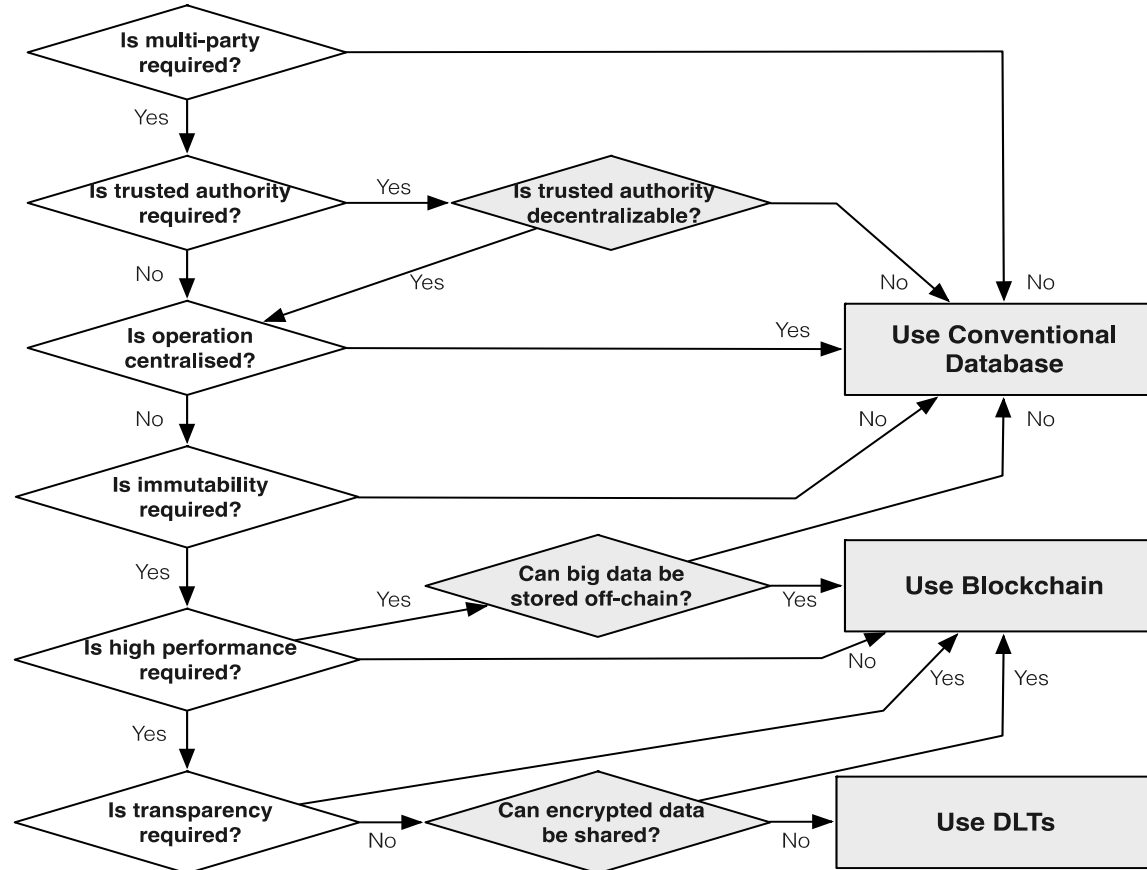 Is multi-party
required?
Yes
No
Is trusted authority
required?
Yes
Is trusted authority
decentralizable?
No
Yes
No
Is operation
centralised?
Yes
Use Conventional
Database
No
No
No
Is immutability
required?
Yes
Can big data be
stored off-chain?
Yes
Yes
Use Blockchain
Is high performance
required?
No
Yes
Yes
Yes
Is transparency
required?
No
Can encrypted data
be shared?
No
Use DLTs